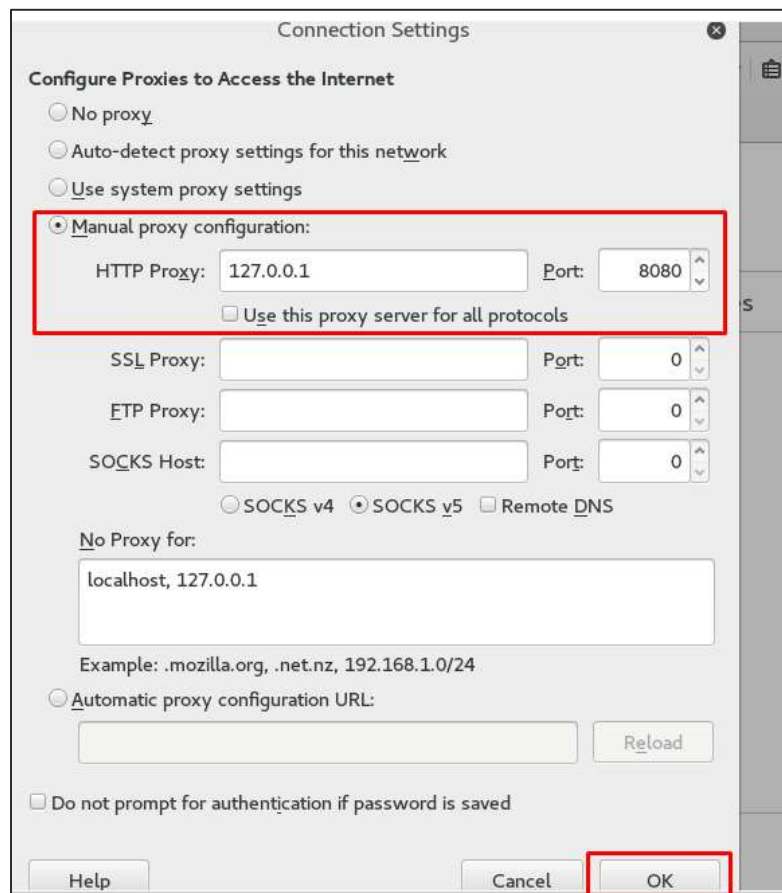 Connection Settings
Configure Proxies to Access the Internet
No proxy
Auto-detect proxy settings for this network
Use system proxy settings
Manual proxy configuration:
HTTP Proxy: 127.0.0.1 Port: 8080
Use this proxy server for all protocols
SSL Proxy: Port: 0
FTP Proxy: Port: 0
SOCKS Host: Port: 0
SOCKS v4 SOCKS v5 Remote DNS
No Proxy for:
localhost, 127.0.0.1
Example: .mozilla.org, .net.nz, 192.168.1.0/24
Automatic proxy configuration URL:
Reload
Do not prompt for authentication if password is saved
Help Cancel OK